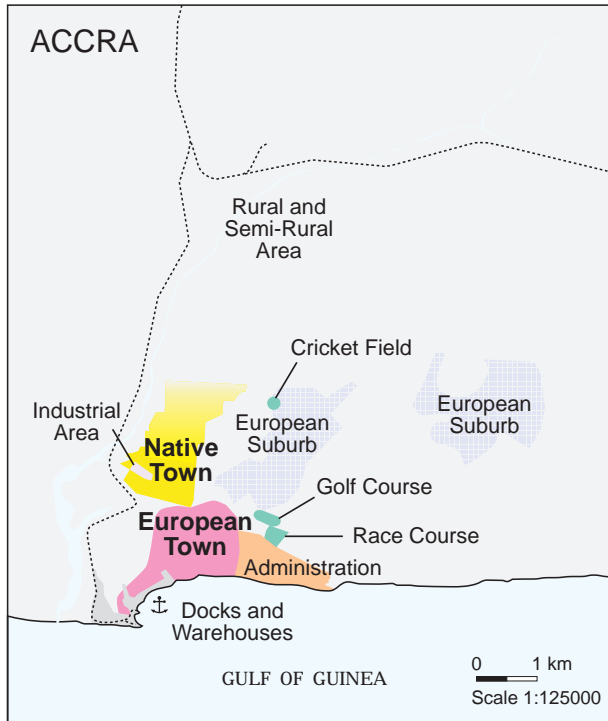 ACCRA
Rural and
Semi-Rural
Area
Cricket Field
Industrial
Area
European
Suburb
European
Suburb
Native
Town
Golf Course
European
Town
Race Course
Administration
Docks and
Warehouses
GULF OF GUINEA
0 1 km
Scale 1:125000